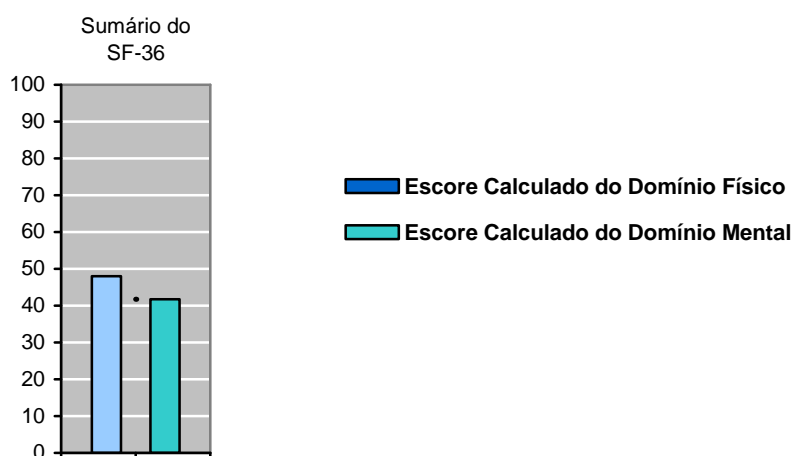 Sumário do
SF-36
100
90
80
70
60
50
40
30
20
10
0
Escore Calculado do Domínio Físico
Escore Calculado do Domínio Mental